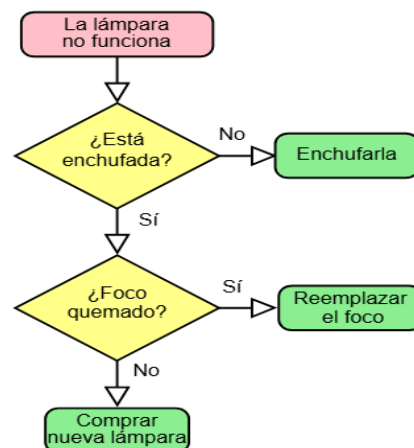 La lámpara
no funciona
¿Está
enchufada?
No
Enchufarla
Sí
¿Foco
quemado?
Sí
Reemplazar
el foco
No
Comprar
nueva lámpara